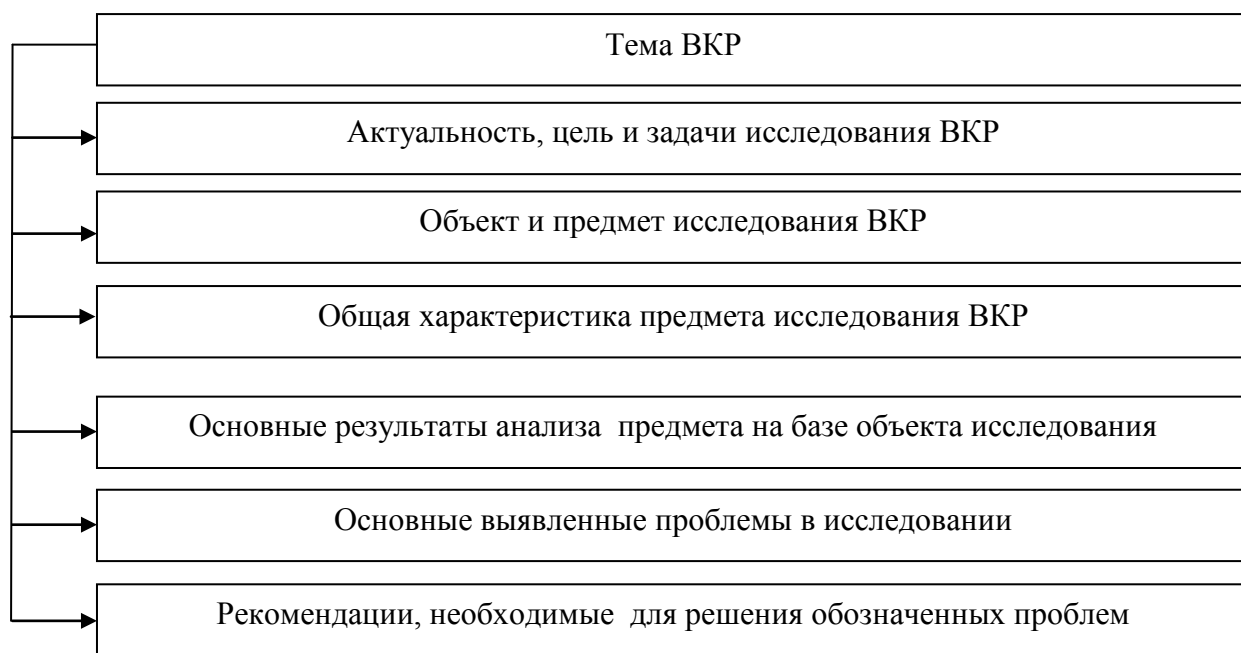 Тема ВКР
Актуальность, цель и задачи исследования ВКР
Объект и предмет исследования ВКР
Общая характеристика предмета исследования ВКР
Основные результаты анализа предмета на базе объекта исследования
Основные выявленные проблемы в исследовании
Рекомендации, необходимые для решения обозначенных проблем